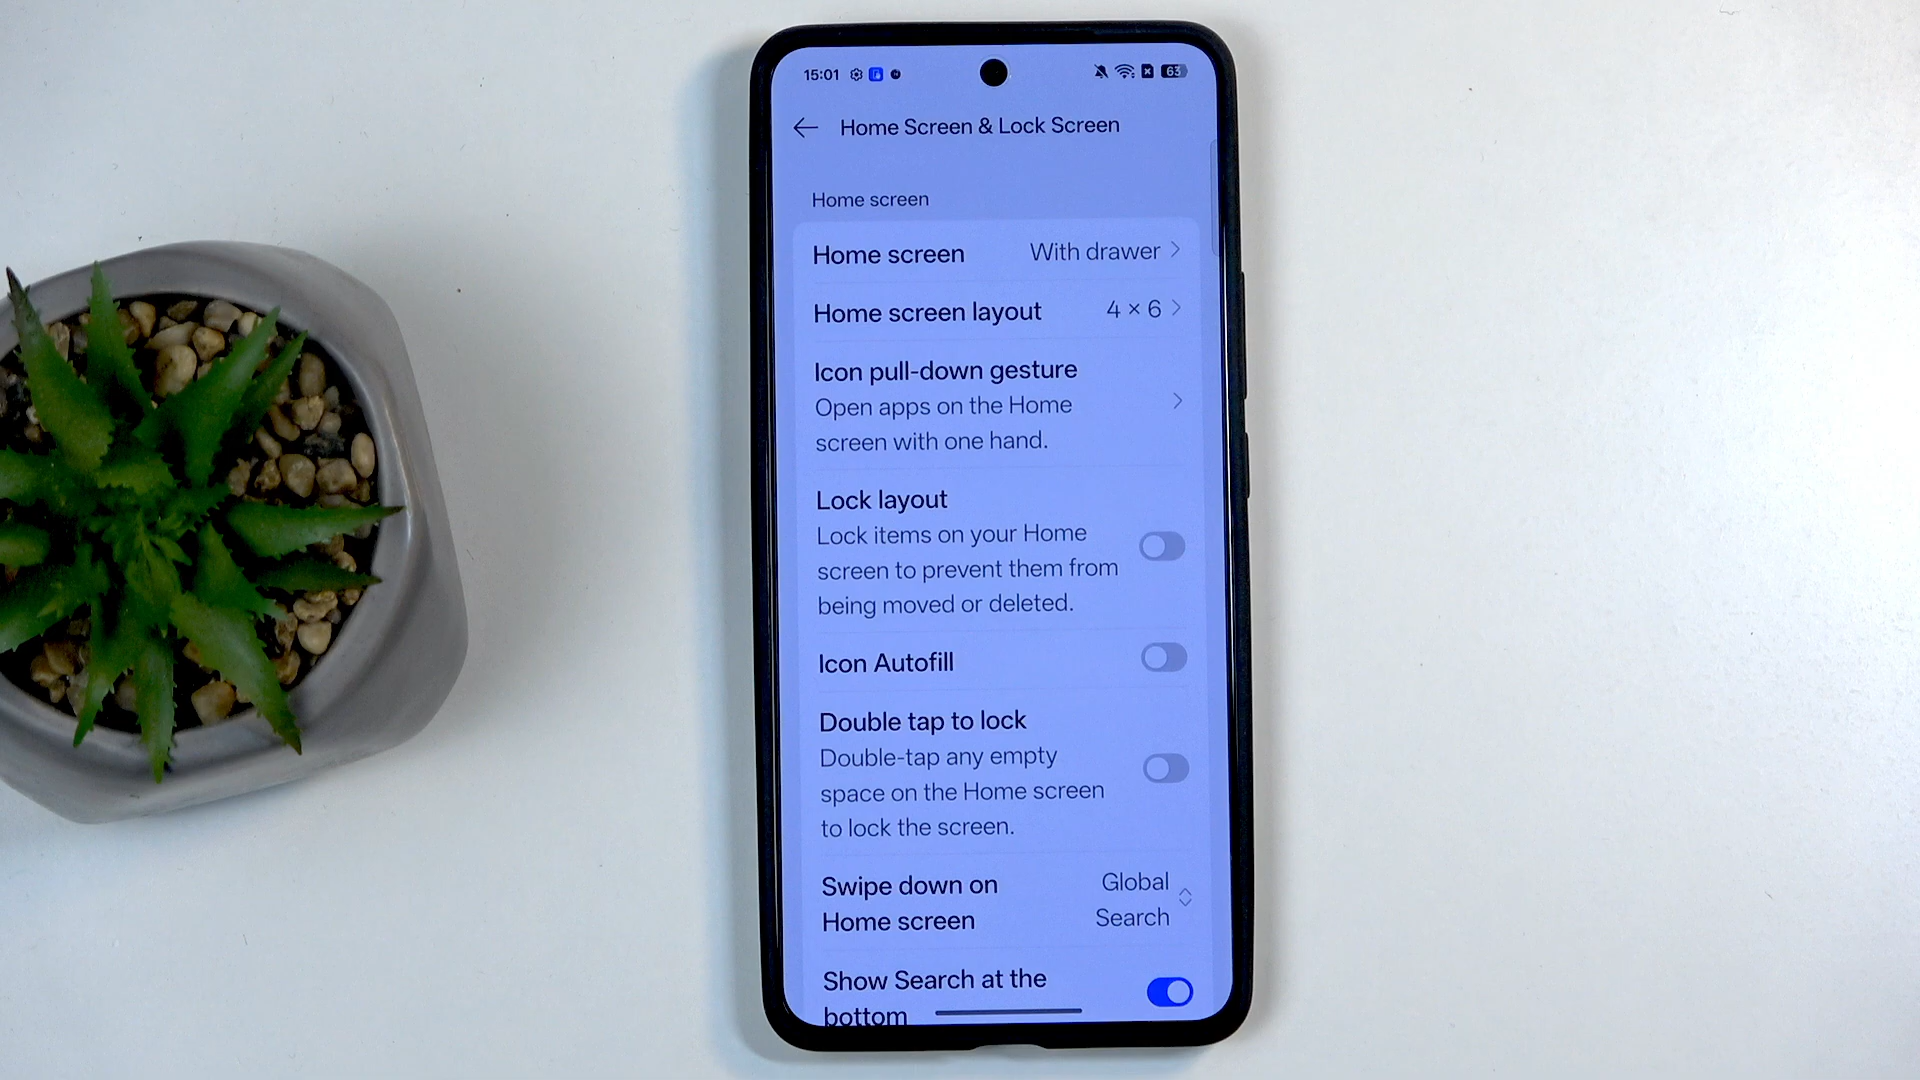 15:01 63
Home Screen & Lock Screen
Home screen
Home screen With drawer
Home screen layout 4 × 6
Icon pull-down gesture
Open apps on the Home
screen with one hand.
Lock layout
Lock items on your Home
screen to prevent them from
being moved or deleted.
Icon Autofill
Double tap to lock
Double-tap any empty
space on the Home screen
to lock the screen.
Swipe down on Global
Home screen Search
Show Search at the
bottom